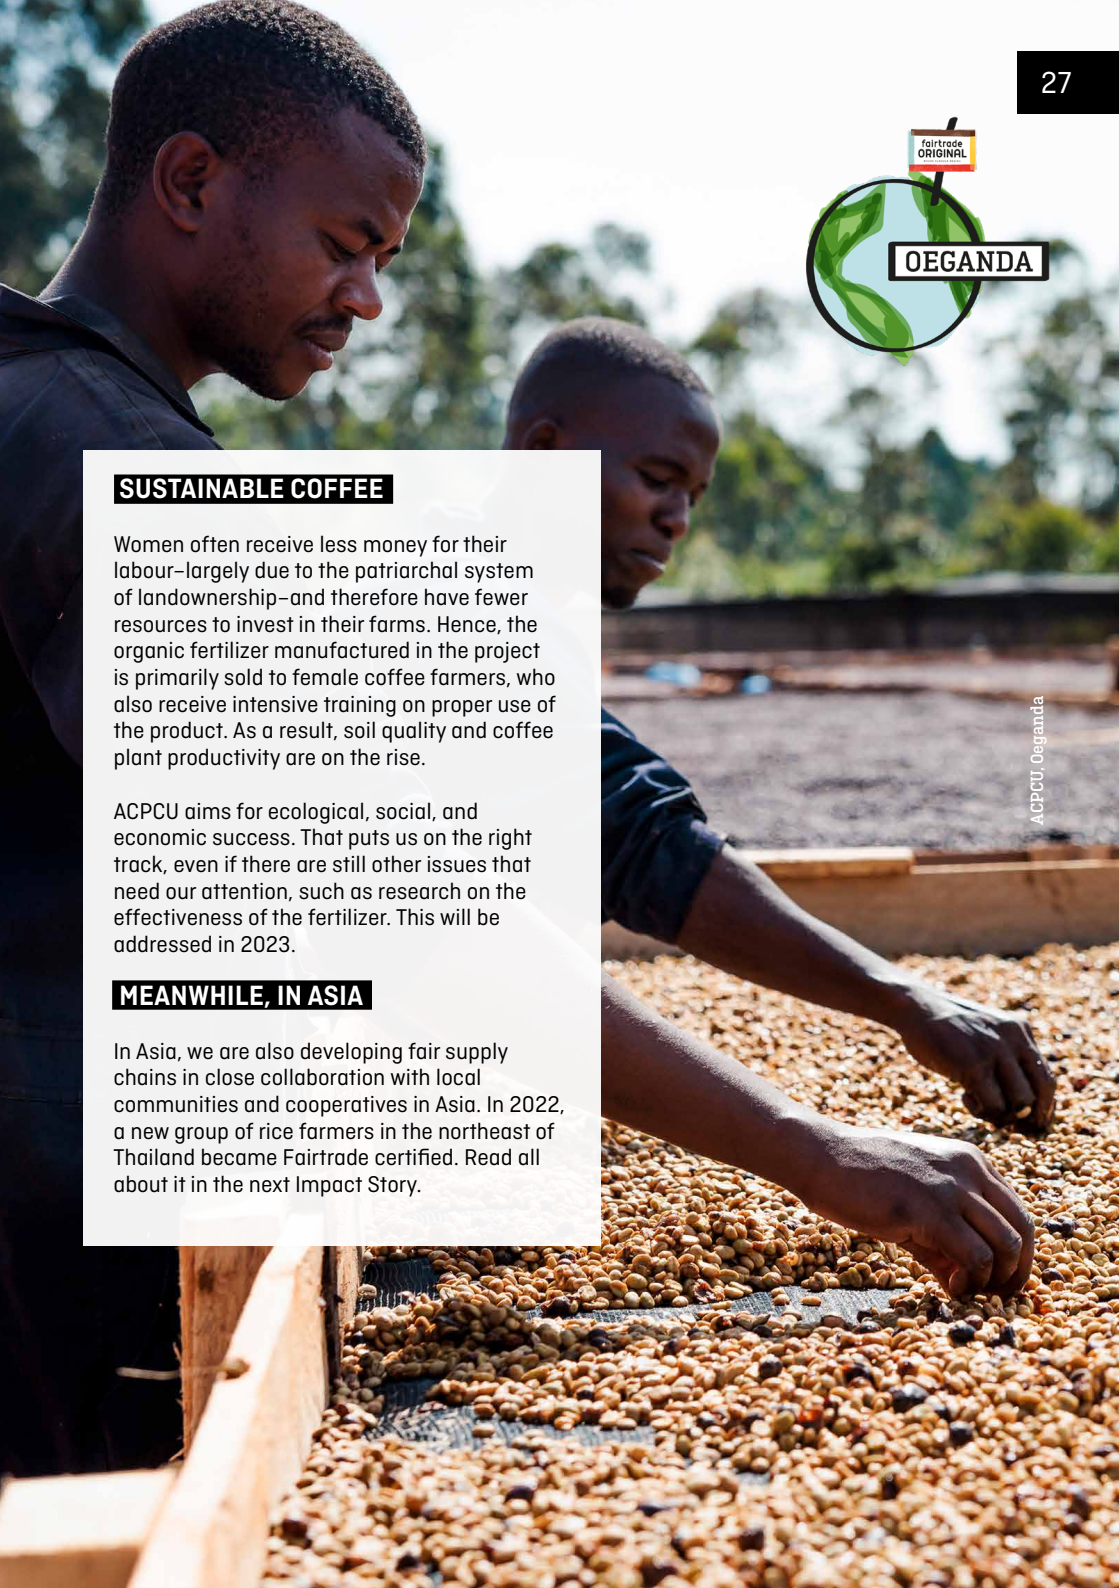 27
fairtrade
ORIGINAL
OEGANDA
SUSTAINABLE COFFEE
Women often receive less money for their
labour–largely due to the patriarchal system
of landownership–and therefore have fewer
resources to invest in their farms. Hence, the
organic fertilizer manufactured in the project
is primarily sold to female coffee farmers, who
also receive intensive training on proper use of
the product. As a result, soil quality and coffee
plant productivity are on the rise.
ACPCU aims for ecological, social, and
economic success. That puts us on the right
track, even if there are still other issues that
need our attention, such as research on the
effectiveness of the fertilizer. This will be
addressed in 2023.
MEANWHILE, IN ASIA
In Asia, we are also developing fair supply
chains in close collaboration with local
communities and cooperatives in Asia. In 2022,
a new group of rice farmers in the northeast of
Thailand became Fairtrade certified. Read all
about it in the next Impact Story.
ACPCU, Oeganda